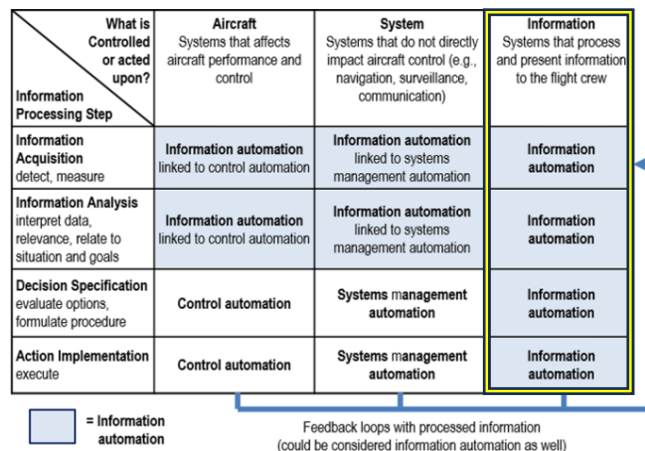 What is
Controlled
or acted
upon?
Information
Processing Step
Aircraft
Systems that affects
aircraft performance and
control
System
Systems that do not directly
impact aircraft control (e.g.,
navigation, surveillance,
communication)
Information
Systems that process
and present information
to the flight crew
Information
Acquisition
detect, measure
Information automation
linked to control automation
Information automation
linked to systems
management automation
Information
automation
Information Analysis
interpret data,
relevance, relate to
situation and goals
Information automation
linked to control automation
Information automation
linked to systems
management automation
Information
automation
Decision Specification
evaluate options,
formulate procedure
Control automation
Systems management
automation
Information
automation
Action Implementation
execute
Control automation
Systems management
automation
Information
automation
= Information
automation
Feedback loops with processed information
(could be considered information automation as well)